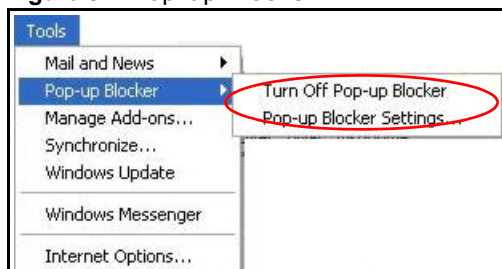 Tools
Mail and News
Pop-up Blocker
Turn Off Pop-up Blocker
Manage Add-ons...
Pop-up Blocker Settings...
Synchronize...
Windows Update
Windows Messenger
Internet Options...